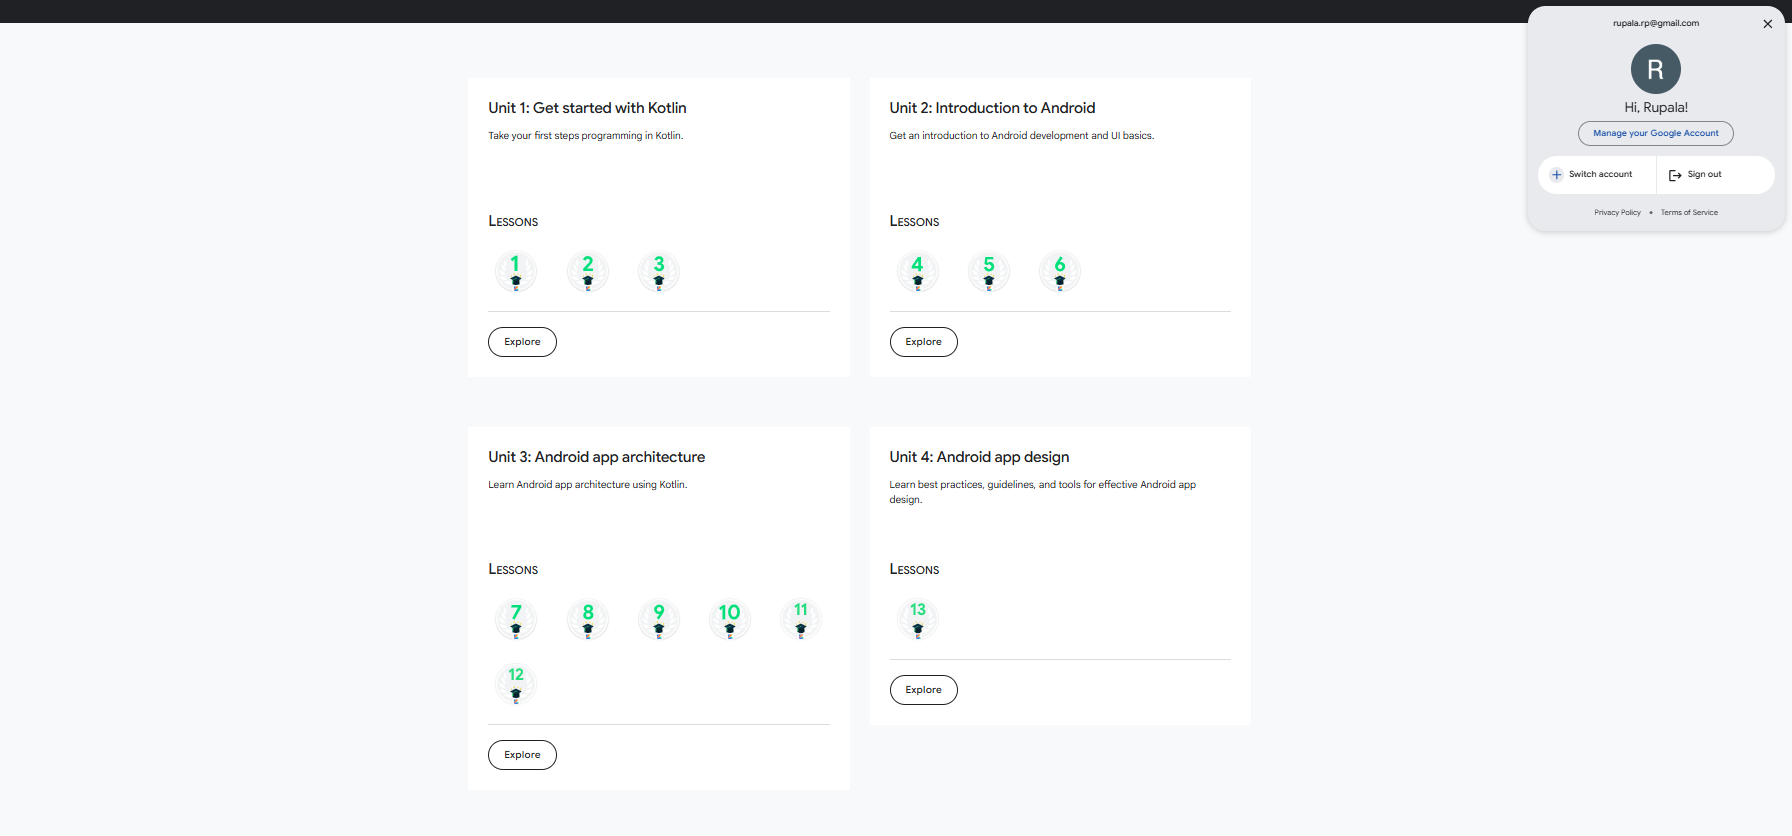 rupala.rp@gmail.com
R
Hi, Rupala!
Manage your Google Account
Switch account
Sign out
Privacy Policy • Terms of Service
Unit 1: Get started with Kotlin
Take your first steps programming in Kotlin.
Lessons
1 2 3
Explore
Unit 2: Introduction to Android
Get an introduction to Android development and UI basics.
Lessons
4 5 6
Explore
Unit 3: Android app architecture
Learn Android app architecture using Kotlin.
Lessons
7 8 9 10 11
12
Explore
Unit 4: Android app design
Learn best practices, guidelines, and tools for effective Android app
design.
Lessons
13
Explore